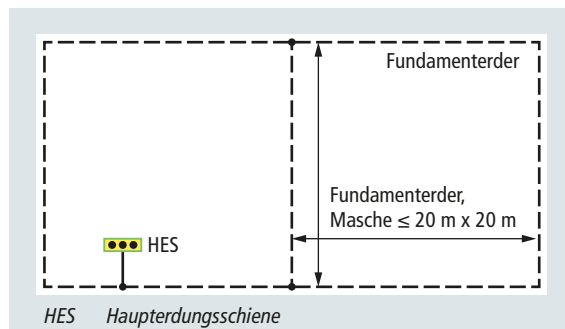 Fundamenterder
Fundamenterder,
Masche ≤ 20 m x 20 m
HES
HES Haupterdungsschiene